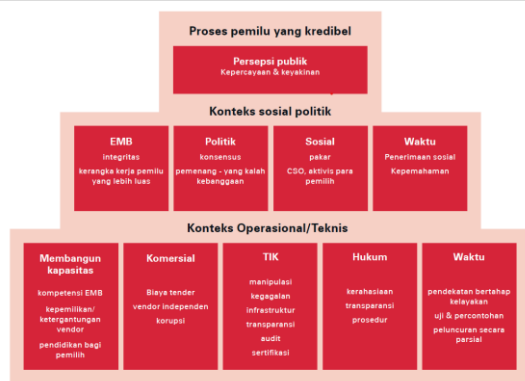 Proses pemilu yang kredibel
Persepsi publik
Kepercayaan & keyakinan
Konteks sosial politik
EMB
integritas
kerangka kerja pemilu
yang lebih luas
Politik
konsensus
pemenang - yang kalah
kebanggaan
Sosial
pakar
CSO, aktivis para
pemilih
Waktu
Penerimaan sosial
Kepemahaman
Konteks Operasional/Teknis
Membangun
kapasitas
kompetensi EMB
kepemilikan/
ketergantungan
vendor
pendidikan bagi
pemilih
Komersial
Biaya tender
vendor independen
korupsi
TIK
manipulasi
kegagalan
infrastruktur
transparansi
audit
sertifikasi
Hukum
kerahasiaan
transparansi
prosedur
Waktu
pendekatan bertahap
kelayakan
uji & percontohan
peluncuran secara
parsial